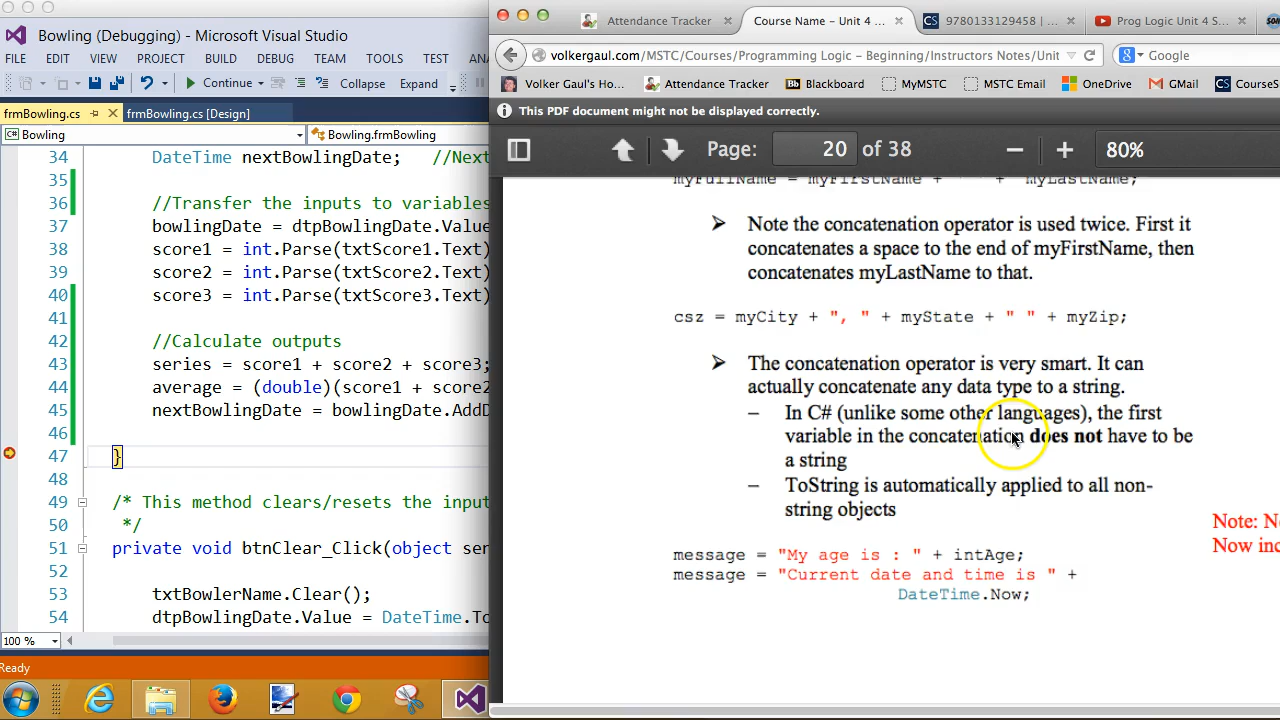 Bowling (Debugging) - Microsoft Visual Studio
FILE EDIT VIEW PROJECT BUILD DEBUG TEAM TOOLS TEST
Continue Collapse Expand
frmBowling.cs frmBowling.cs [Design]
Bowling Bowling.frmBowling
34 DateTime nextBowlingDate; //Next
35
36 //Transfer the inputs to variables
37 bowlingDate = dtpBowlingDate.Value
38 score1 = int.Parse(txtScore1.Text)
39 score2 = int.Parse(txtScore2.Text)
40 score3 = int.Parse(txtScore3.Text)
41
42 //Calculate outputs
43 series = score1 + score2 + score3;
44 average = (double)(score1 + score2
45 nextBowlingDate = bowlingDate.AddD
46
47 }
48
49 /* This method clears/resets the input
50 */
51 private void btnClear_Click(object sen
52
53 txtBowlerName.Clear();
54 dtpBowlingDate.Value = DateTime.To
100 %
Ready
Attendance Tracker Course Name – Unit 4 ... 9780133129458 | ... Prog Logic Unit 4 S...
volkergaul.com/MSTC/Courses/Programming Logic – Beginning/Instructors Notes/Unit Google
Volker Gaul's Ho... Attendance Tracker Blackboard MyMSTC MSTC Email OneDrive GMail CourseS
This PDF document might not be displayed correctly.
Page: 20 of 38 80%
myFullName = myFirstName + " " + myLastName;
Note the concatenation operator is used twice. First it
concatenates a space to the end of myFirstName, then
concatenates myLastName to that.
csz = myCity + ", " + myState + " " + myZip;
The concatenation operator is very smart. It can
actually concatenate any data type to a string.
– In C# (unlike some other languages), the first
variable in the concatenation does not have to be
a string
– ToString is automatically applied to all non-
string objects
Note: No
Now inc
message = "My age is : " + intAge;
message = "Current date and time is " +
DateTime.Now;